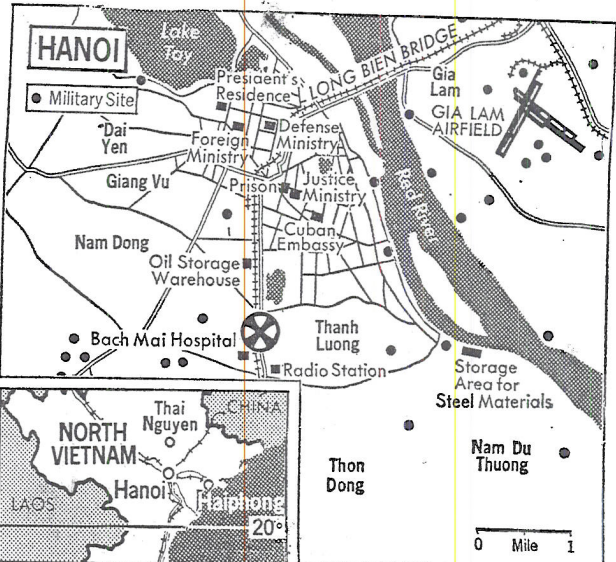 HANOI
Military Site
Lake
Tay
President's
Residence
LONG BIEN BRIDGE
Gia
Lam
GIA LAM
AIRFIELD
Dai
Yen
Foreign
Ministry
Defense
Ministry
Giang Vu
Prison
Justice
Ministry
Red River
Nam Dong
Cuban
Embassy
Oil Storage
Warehouse
Bach Mai Hospital
Thanh
Luong
Radio Station
Storage
Area for
Steel Materials
Thon
Dong
Nam Du
Thuong
0 Mile 1
Thai
Nguyen
CHINA
NORTH
VIETNAM
Hanoi
Haiphong
LAOS
20°